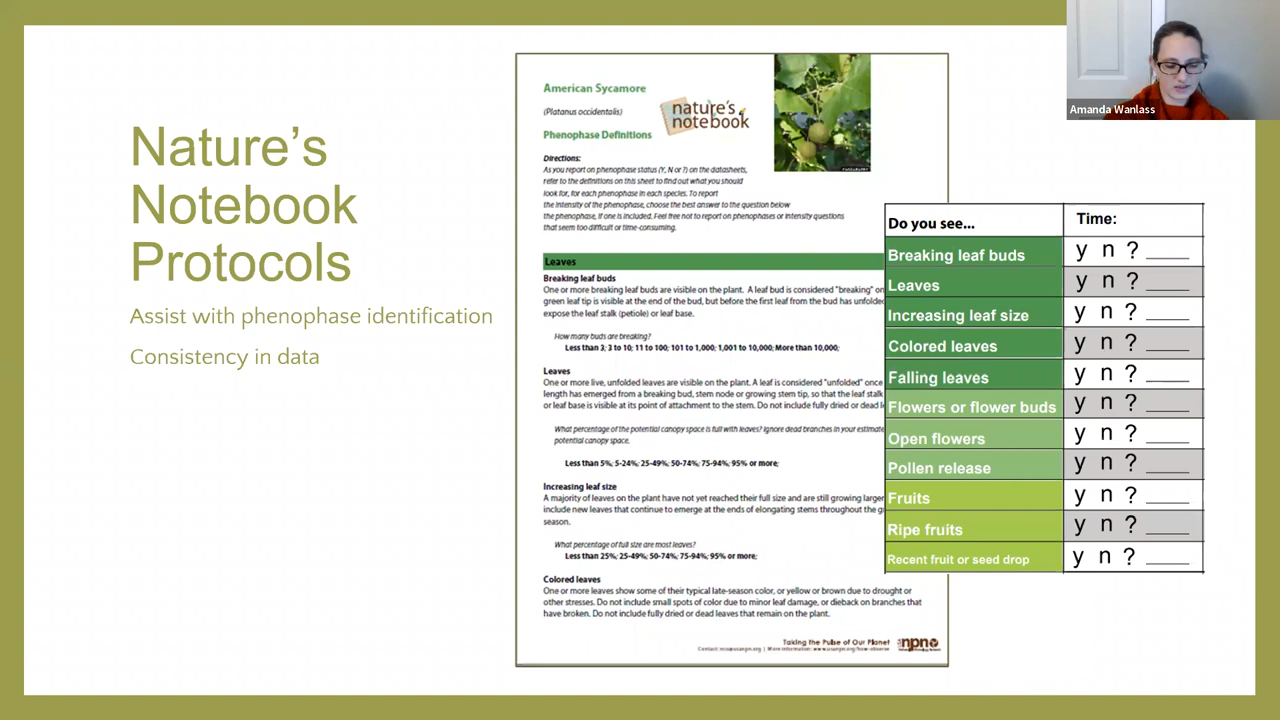 Nature's
Notebook
Protocols
Assist with phenophase identification
Consistency in data
American Sycamore
(Platanus occidentalis)
nature's
notebook
Phenophase Definitions
Directions:
As you report on phenophase status (Y, N or ?) on the datasheets,
refer to the definitions on this sheet to find out what you should
look for, for each phenophase in each species. To report
the intensity of the phenophase, choose the best answer to the question below
the phenophase, if one is included. Feel free not to report on phenophases or intensity questions
that seem too difficult or time-consuming.
Leaves
Breaking leaf buds
One or more breaking leaf buds are visible on the plant. A leaf bud is considered "breaking" on
green leaf tip is visible at the end of the bud, but before the first leaf from the bud has unfolded
expose the leaf stalk (petiole) or leaf base.
How many buds are breaking?
Less than 3; 3 to 10; 11 to 100; 101 to 1,000; 1,001 to 10,000; More than 10,000;
Leaves
One or more live, unfolded leaves are visible on the plant. A leaf is considered "unfolded" once
length has emerged from a breaking bud, stem node or growing stem tip, so that the leaf stalk
or leaf base is visible at its point of attachment to the stem. Do not include fully dried or dead
What percentage of the potential canopy space is full with leaves? Ignore dead branches in your estimate
potential canopy space.
Less than 5%; 5-24%; 25-49%; 50-74%; 75-94%; 95% or more;
Increasing leaf size
A majority of leaves on the plant have not yet reached their full size and are still growing larger
include new leaves that continue to emerge at the ends of elongating stems throughout the
season.
What percentage of full size are most leaves?
Less than 25%; 25-49%; 50-74%; 75-94%; 95% or more;
Colored leaves
One or more leaves show some of their typical late-season color, or yellow or brown due to drought or
other stresses. Do not include small spots of color due to minor leaf damage, or dieback on branches that
have broken. Do not include fully dried or dead leaves that remain on the plant.
Taking the Pulse of Our Planet
npn
Do you see... Time:
Breaking leaf buds y n ? ____
Leaves y n ? ____
Increasing leaf size y n ? ____
Colored leaves y n ? ____
Falling leaves y n ? ____
Flowers or flower buds y n ? ____
Open flowers y n ? ____
Pollen release y n ? ____
Fruits y n ? ____
Ripe fruits y n ? ____
Recent fruit or seed drop y n ? ____
Amanda Wanlass